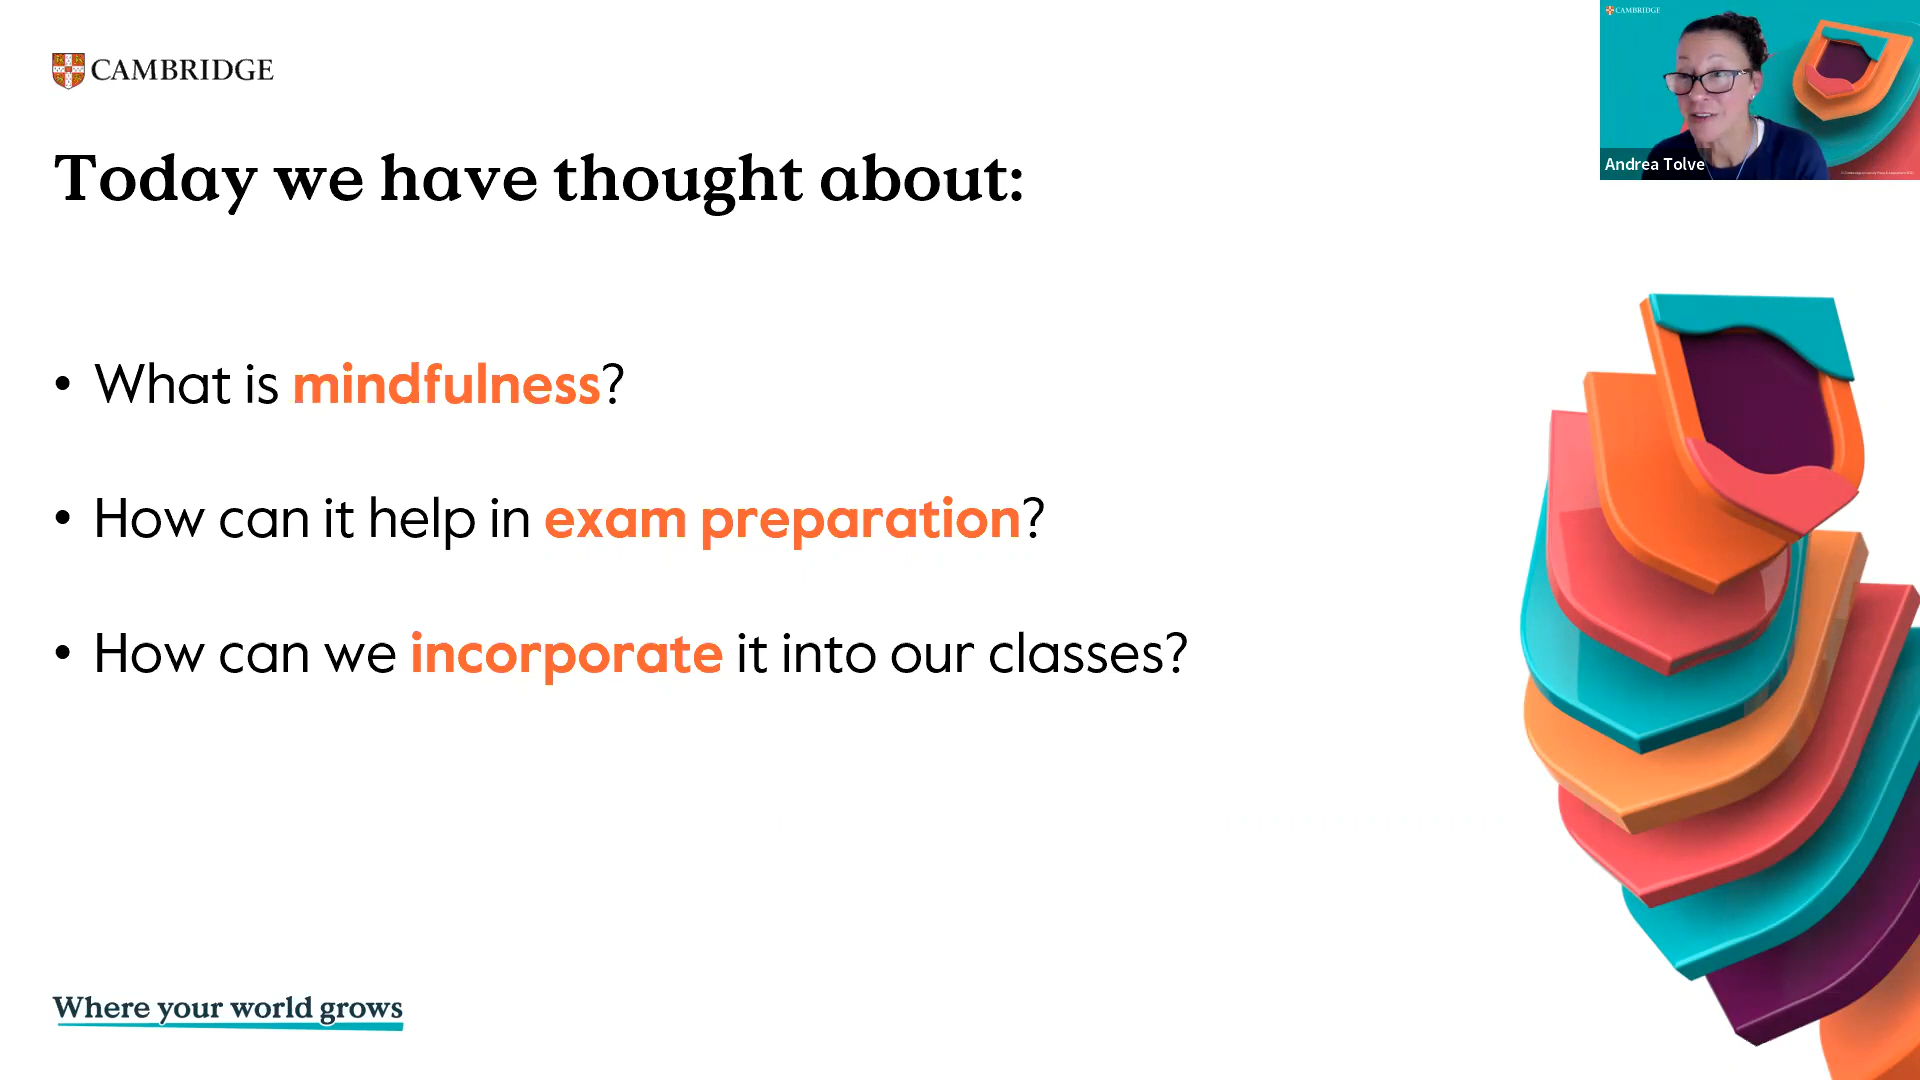 CAMBRIDGE
CAMBRIDGE
Andrea Tolve
Today we have thought about:
• What is mindfulness?
• How can it help in exam preparation?
• How can we incorporate it into our classes?
Where your world grows